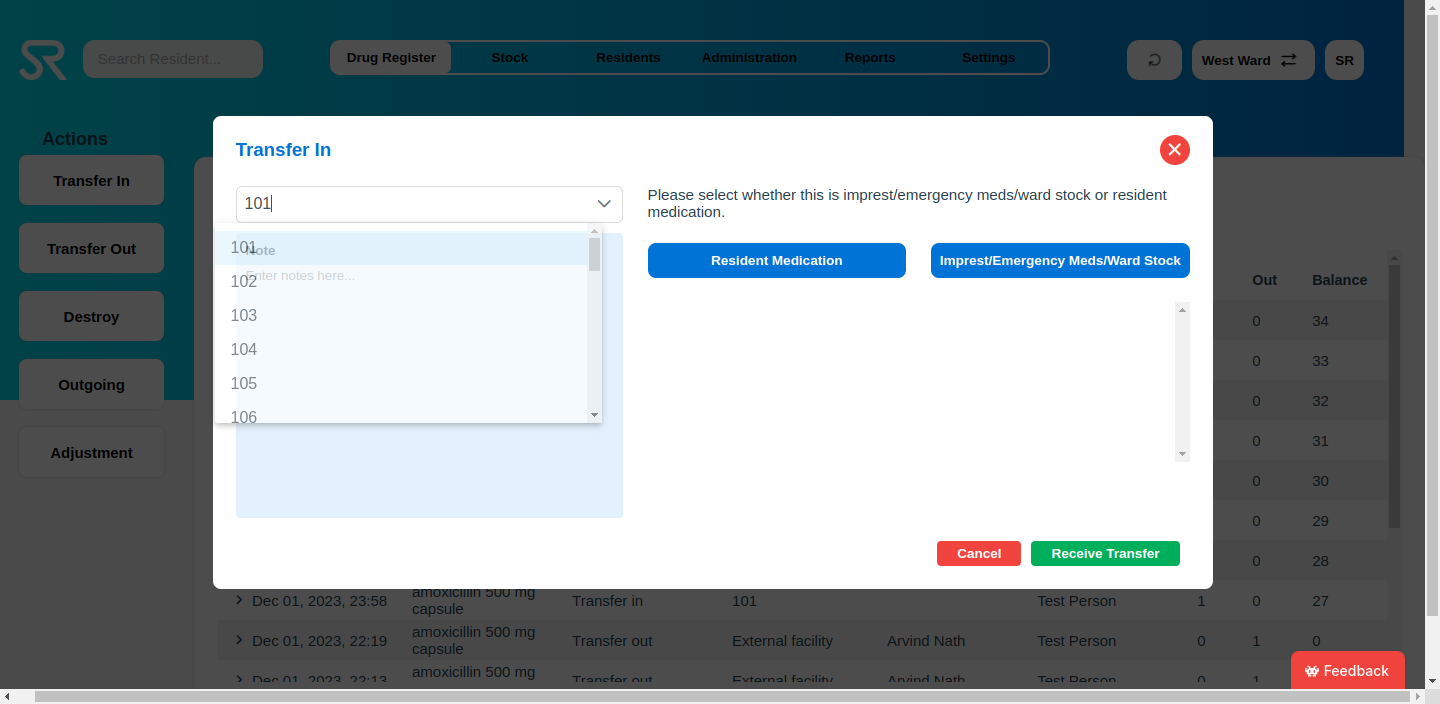 SR
Search Resident...
Drug Register
Stock
Residents
Administration
Reports
Settings
West Ward
SR
Actions
Transfer In
Transfer Out
Destroy
Outgoing
Adjustment
Transfer In
101
Please select whether this is imprest/emergency meds/ward stock or resident
medication.
Resident Medication
Imprest/Emergency Meds/Ward Stock
Note
Enter notes here...
101
102
103
104
105
106
Cancel
Receive Transfer
Out Balance
0 34
0 33
0 32
0 31
0 30
0 29
0 28
Dec 01, 2023, 23:58 amoxicillin 500 mg capsule Transfer in 101 Test Person 1 0 27
Dec 01, 2023, 22:19 amoxicillin 500 mg capsule Transfer out External facility Arvind Nath Test Person 0 1 0
Dec 01, 2023, 22:13 amoxicillin 500 mg Transfer out External facility Arvind Nath Test Person 0 1
Feedback